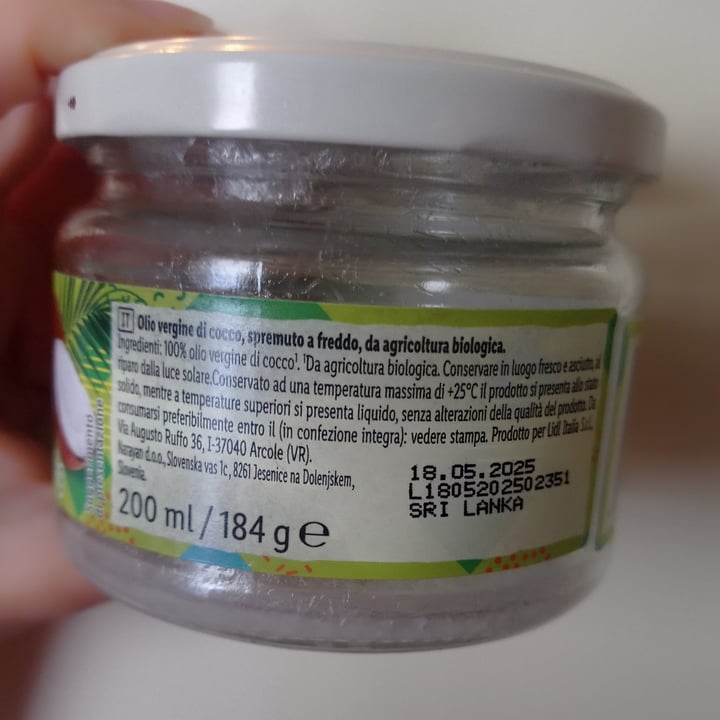 IT Olio vergine di cocco, spremuto a freddo, da agricoltura biologica.
Ingredienti: 100% olio vergine di cocco¹. ¹Da agricoltura biologica. Conservare in luogo fresco e asciutto, al
riparo dalla luce solare.Conservato ad una temperatura massima di +25°C il prodotto si presenta allo stato
solido, mentre a temperature superiori si presenta liquido, senza alterazioni della qualità del prodotto. Da
consumarsi preferibilmente entro il (in confezione integra): vedere stampa. Prodotto per Lidl Italia S.r.l.,
Via Augusto Ruffo 36, I-37040 Arcole (VR).
Narayan d.o.o., Slovenska vas 1c, 8261 Jesenice na Dolenjskem,
Slovenia.
200 ml / 184 g e
18.05.2025
L1805202502351
SRI LANKA